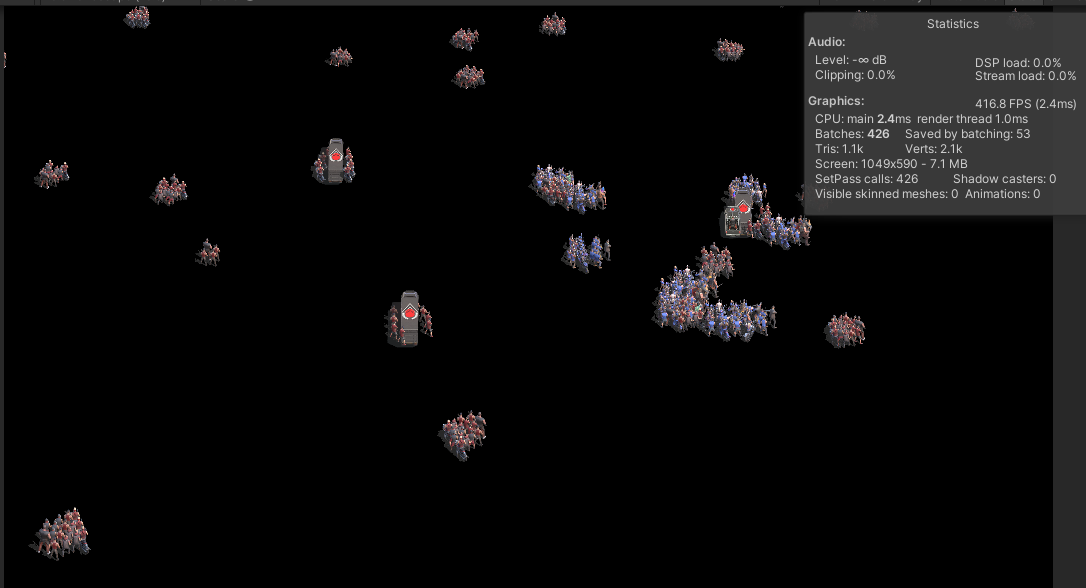 Statistics
Audio:
Level: -∞ dB DSP load: 0.0%
Clipping: 0.0% Stream load: 0.0%
Graphics: 416.8 FPS (2.4ms)
CPU: main 2.4ms render thread 1.0ms
Batches: 426 Saved by batching: 53
Tris: 1.1k Verts: 2.1k
Screen: 1049x590 - 7.1 MB
SetPass calls: 426 Shadow casters: 0
Visible skinned meshes: 0 Animations: 0